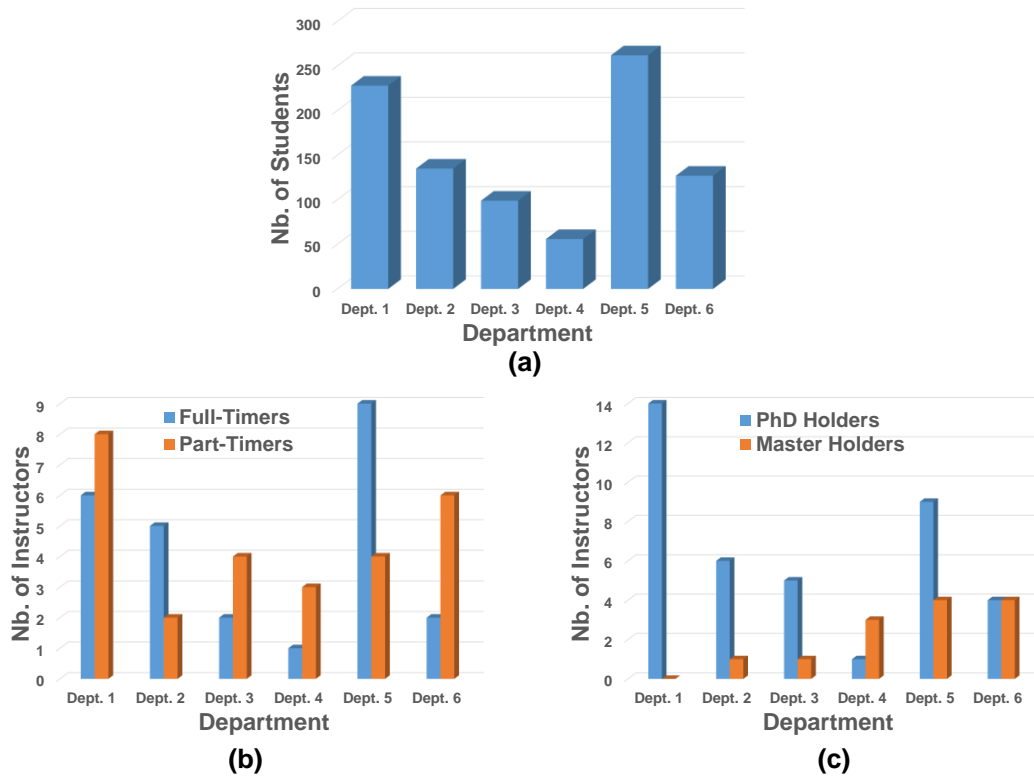 300
250
200
150
100
50
0
Nb. of Students
Dept. 1 Dept. 2 Dept. 3 Dept. 4 Dept. 5 Dept. 6
Department
(a)
9
8
7
6
5
4
3
2
1
0
Nb. of Instructors
Full-Timers
Part-Timers
Dept. 1 Dept. 2 Dept. 3 Dept. 4 Dept. 5 Dept. 6
Department
(b)
14
12
10
8
6
4
2
0
Nb. of Instructors
PhD Holders
Master Holders
Dept. 1 Dept. 2 Dept. 3 Dept. 4 Dept. 5 Dept. 6
Department
(c)